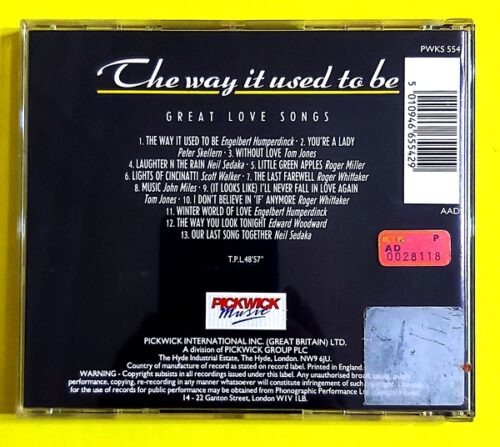 PWKS 554
The way it used to be
GREAT LOVE SONGS
1. THE WAY IT USED TO BE Engelbert Humperdinck · 2. YOU'RE A LADY
Peter Skellern · 3. WITHOUT LOVE Tom Jones
4. LAUGHTER N THE RAIN Neil Sedaka · 5. LITTLE GREEN APPLES Roger Miller
6. LIGHTS OF CINCINATTI Scott Walker · 7. THE LAST FAREWELL Roger Whittaker
8. MUSIC John Miles · 9. (IT LOOKS LIKE) I'LL NEVER FALL IN LOVE AGAIN
Tom Jones · 10. I DON'T BELIEVE IN 'IF' ANYMORE Roger Whittaker
11. WINTER WORLD OF LOVE Engelbert Humperdinck
12. THE WAY YOU LOOK TONIGHT Edward Woodward
13. OUR LAST SONG TOGETHER Neil Sedaka
T.P.L.48'57"
5 010946 655429
AAD
P
AD
0028118
PICKWICK
Music
PICKWICK INTERNATIONAL INC. (GREAT BRITAIN) LTD.
A division of PICKWICK GROUP PLC
The Hyde Industrial Estate, The Hyde, London. NW9 6JU.
Country of manufacture of record as stated on record label. Printed in England.
WARNING - Copyright subsists in all recordings issued under this label. Any unauthorised broadcasting, public
performance, copying, re-recording in any manner whatsoever will constitute infringement of such copyright.
for the use of records for public performance may be obtained from Phonographic Performance Ltd
14 - 22 Ganton Street, London W1V 1LB.